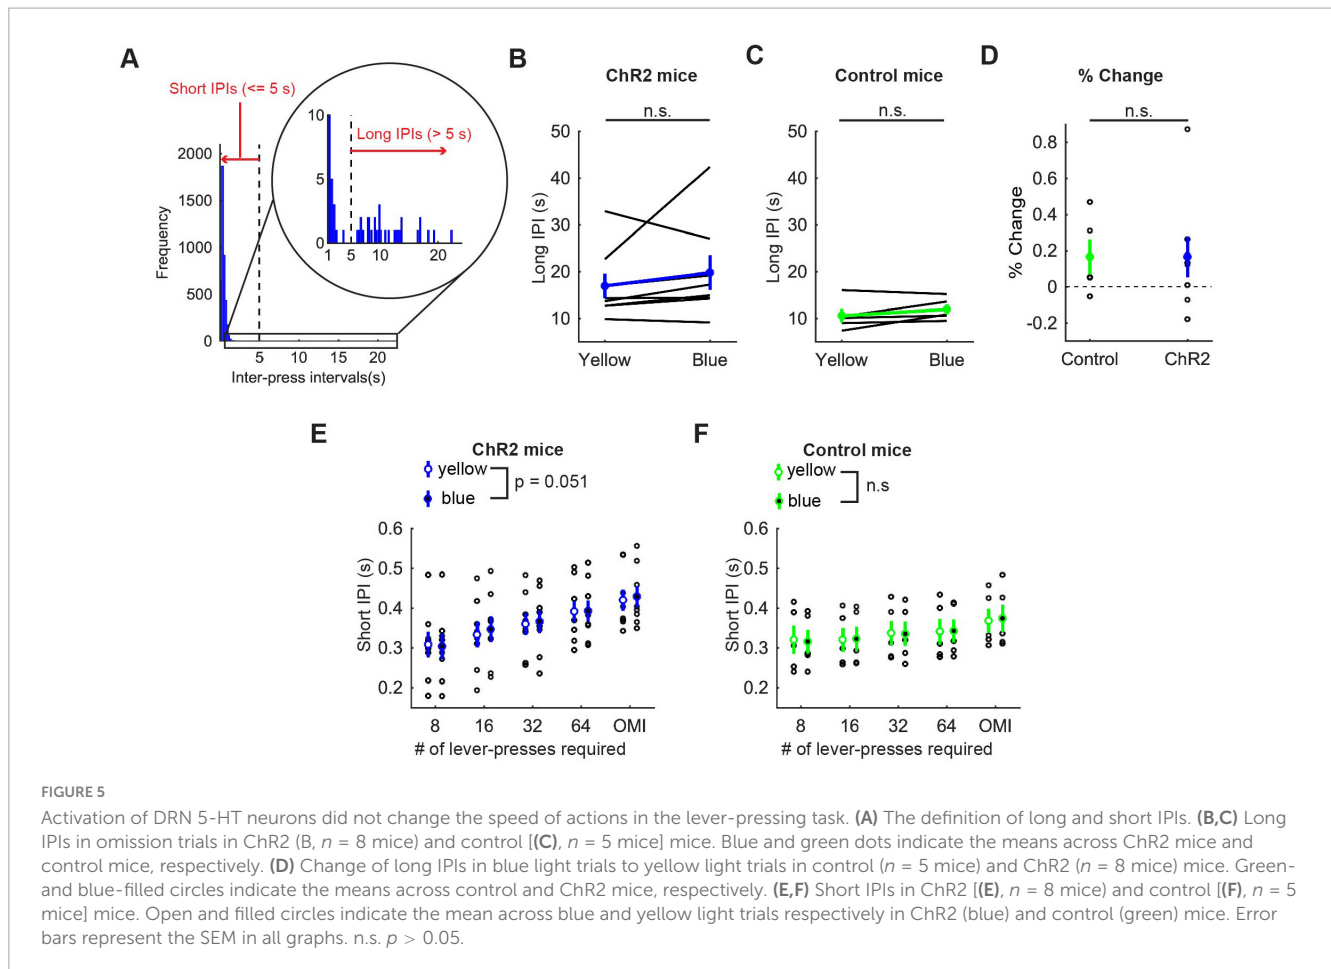 A
Short IPIs (<= 5 s)
2000
1500
1000
500
0
Frequency
5 10 15 20
Inter-press intervals(s)
10
5
0
Long IPIs (> 5 s)
1 5 10 20
B
ChR2 mice
n.s.
50
40
30
20
10
Long IPI (s)
Yellow Blue
C
Control mice
n.s.
50
40
30
20
10
Long IPI (s)
Yellow Blue
D
% Change
n.s.
0.8
0.6
0.4
0.2
0
-0.2
% Change
Control ChR2
E
ChR2 mice
yellow
blue
p = 0.051
0.6
0.5
0.4
0.3
0.2
Short IPI (s)
8 16 32 64 OMI
# of lever-presses required
F
Control mice
yellow
blue
n.s
0.6
0.5
0.4
0.3
0.2
Short IPI (s)
8 16 32 64 OMI
# of lever-presses required
FIGURE 5
Activation of DRN 5-HT neurons did not change the speed of actions in the lever-pressing task. (A) The definition of long and short IPIs. (B,C) Long
IPIs in omission trials in ChR2 (B, n = 8 mice) and control [(C), n = 5 mice] mice. Blue and green dots indicate the means across ChR2 mice and
control mice, respectively. (D) Change of long IPIs in blue light trials to yellow light trials in control (n = 5 mice) and ChR2 (n = 8 mice) mice. Green-
and blue-filled circles indicate the means across control and ChR2 mice, respectively. (E,F) Short IPIs in ChR2 [(E), n = 8 mice) and control [(F), n = 5
mice] mice. Open and filled circles indicate the mean across blue and yellow light trials respectively in ChR2 (blue) and control (green) mice. Error
bars represent the SEM in all graphs. n.s. p > 0.05.